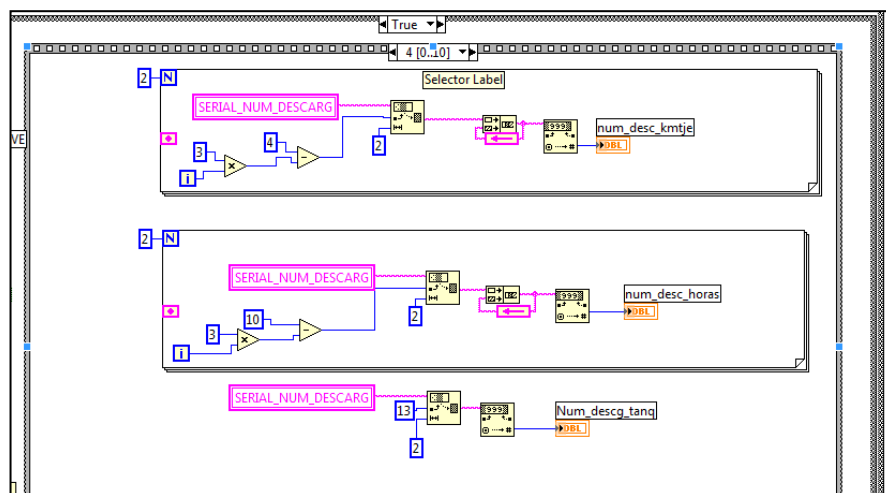 True
4 [0..10]
2 N
Selector Label
SERIAL_NUM_DESCARG
VE
3
4
2
i
num_desc_kmtje
DBL
2 N
SERIAL_NUM_DESCARG
10
3
2
i
num_desc_horas
DBL
SERIAL_NUM_DESCARG
13
2
Num_descg_tanq
DBL